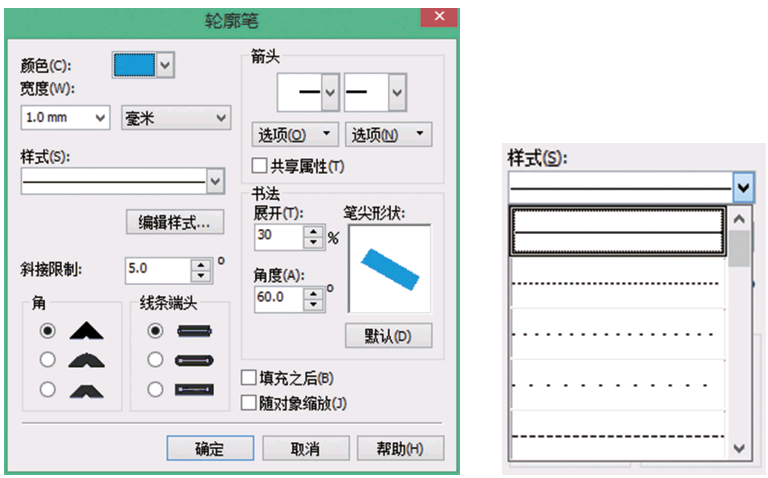 轮廓笔
颜色(C):
宽度(W):
1.0 mm
毫米
样式(S):
编辑样式...
斜接限制:
5.0
°
角
线条端头
箭头
选项(O)
选项(N)
共享属性(T)
书法
展开(T):
笔尖形状:
30
%
角度(A):
60.0
°
默认(D)
填充之后(B)
随对象缩放(J)
确定
取消
帮助(H)
样式(S):